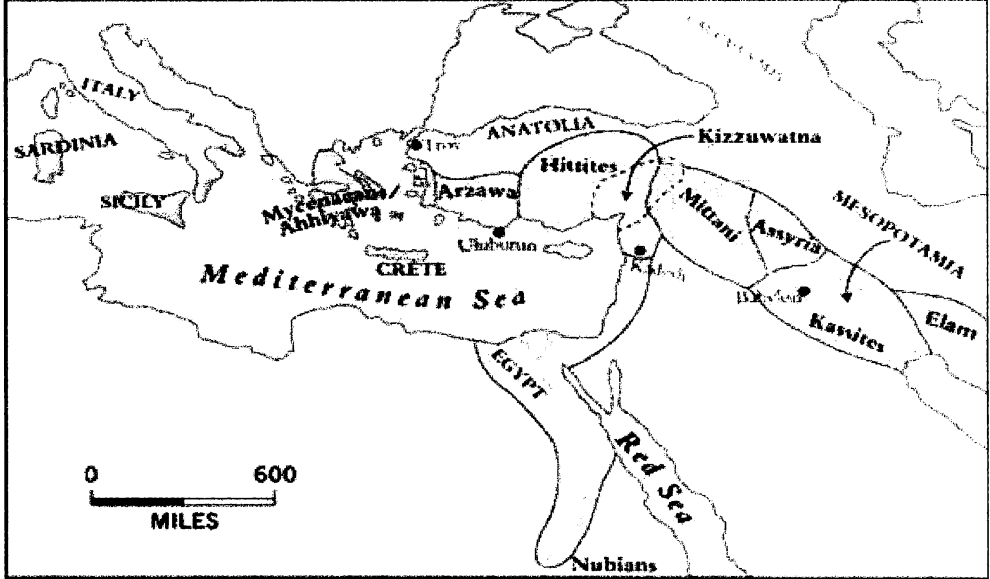 ITALY
SARDINIA
SICILY
Troy
ANATOLIA
Kizzuwatna
Hittites
Arzawa
Mycenaeans/
Ahhiyawa
Uluburun
CRETE
Mediterranean Sea
Mittani
Assyria
MESOPOTAMIA
Kadesh
Babylon
Kassites
Elam
EGYPT
Red Sea
Nubians
0 600
MILES